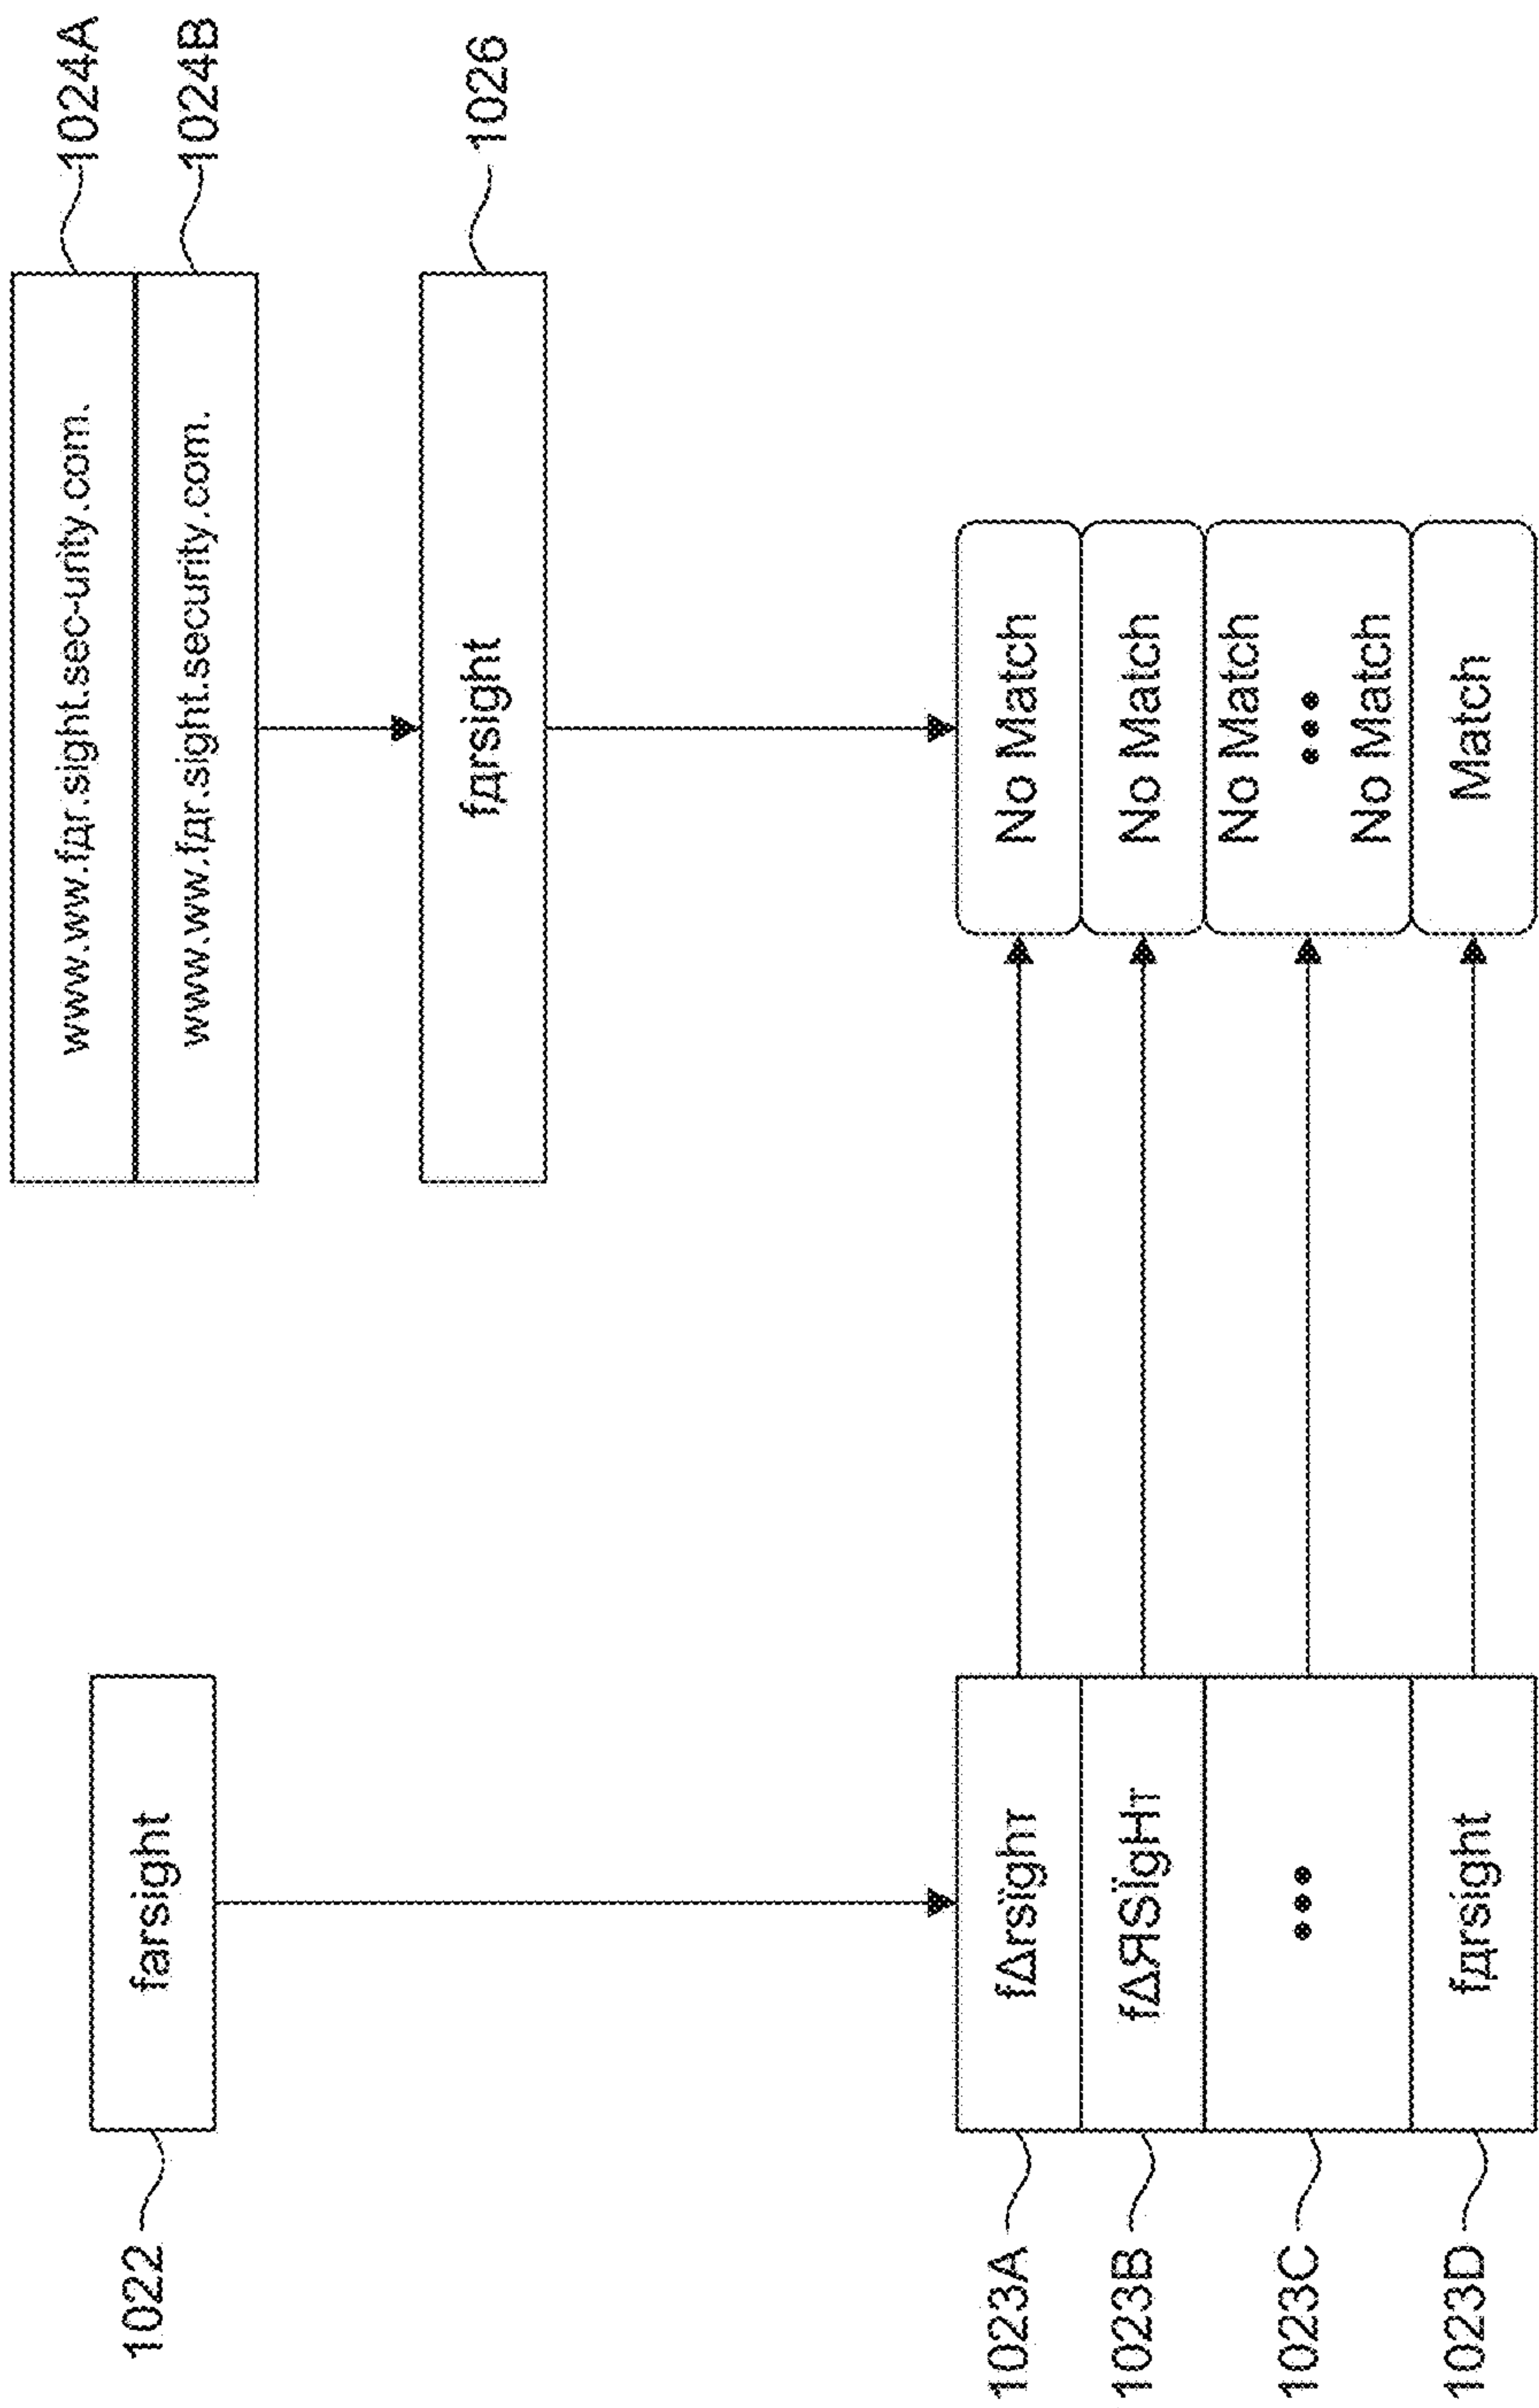 1022
farsight
www.ww.fдr.sight.sec-urity.com.
1024A
www.ww.fдr.sight.security.com.
1024B
fдrsight
1026
1023A
fΔrsïghт
No Match
1023B
fΔЯSïgHт
No Match
1023C
•••
No Match
•••
No Match
1023D
fдrsight
Match